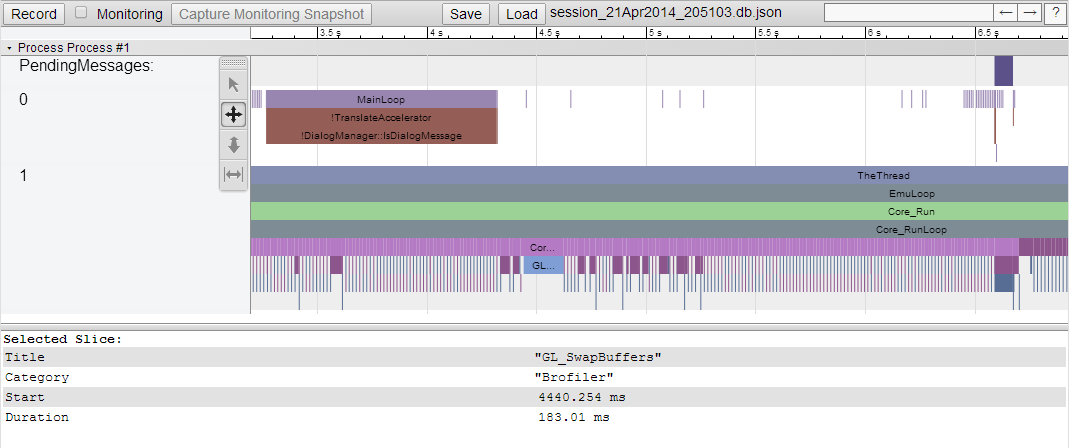 Record Monitoring Capture Monitoring Snapshot Save Load session_21Apr2014_205103.db.json ← → ?
3.5 s 4 s 4.5 s 5 s 5.5 s 6 s 6.5 s
Process Process #1
PendingMessages:
0
MainLoop
!TranslateAccelerator
!DialogManager::IsDialogMessage
1
TheThread
EmuLoop
Core_Run
Core_RunLoop
Cor...
GL...
Selected Slice:
Title "GL_SwapBuffers"
Category "Brofiler"
Start 4440.254 ms
Duration 183.01 ms